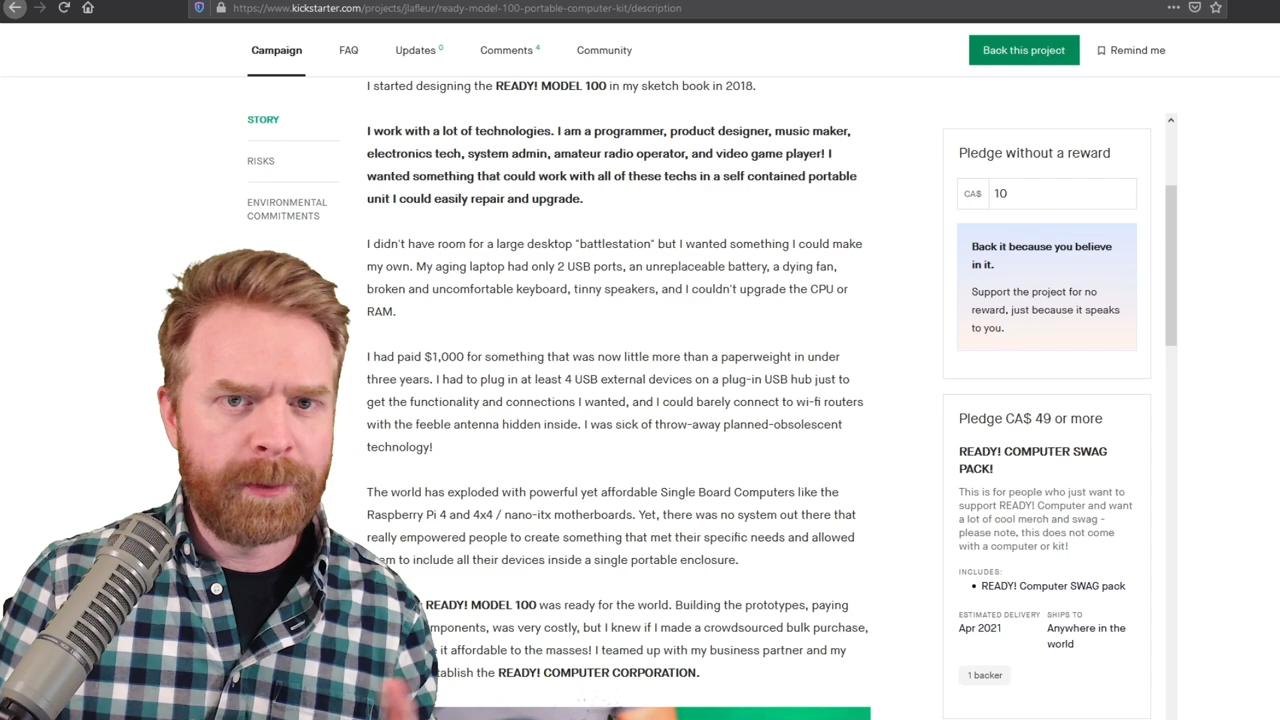 https://www.kickstarter.com/projects/jlafleur/ready-model-100-portable-computer-kit/description
Campaign
FAQ
Updates 0
Comments 4
Community
Back this project
Remind me
STORY
RISKS
ENVIRONMENTAL
COMMITMENTS
I started designing the READY! MODEL 100 in my sketch book in 2018.
I work with a lot of technologies. I am a programmer, product designer, music maker,
electronics tech, system admin, amateur radio operator, and video game player! I
wanted something that could work with all of these techs in a self contained portable
unit I could easily repair and upgrade.
I didn't have room for a large desktop "battlestation" but I wanted something I could make
my own. My aging laptop had only 2 USB ports, an unreplaceable battery, a dying fan,
broken and uncomfortable keyboard, tinny speakers, and I couldn't upgrade the CPU or
RAM.
I had paid $1,000 for something that was now little more than a paperweight in under
three years. I had to plug in at least 4 USB external devices on a plug-in USB hub just to
get the functionality and connections I wanted, and I could barely connect to wi-fi routers
with the feeble antenna hidden inside. I was sick of throw-away planned-obsolescent
technology!
The world has exploded with powerful yet affordable Single Board Computers like the
Raspberry Pi 4 and 4x4 / nano-itx motherboards. Yet, there was no system out there that
really empowered people to create something that met their specific needs and allowed
to include all their devices inside a single portable enclosure.
READY! MODEL 100 was ready for the world. Building the prototypes, paying
was very costly, but I knew if I made a crowdsourced bulk purchase,
it affordable to the masses! I teamed up with my business partner and my
the READY! COMPUTER CORPORATION.
Pledge without a reward
CA$ 10
Back it because you believe
in it.
Support the project for no
reward, just because it speaks
to you.
Pledge CA$ 49 or more
READY! COMPUTER SWAG
PACK!
This is for people who just want to
support READY! Computer and want
a lot of cool merch and swag -
please note, this does not come
with a computer or kit!
INCLUDES:
• READY! Computer SWAG pack
ESTIMATED DELIVERY
Apr 2021
SHIPS TO
Anywhere in the
world
1 backer